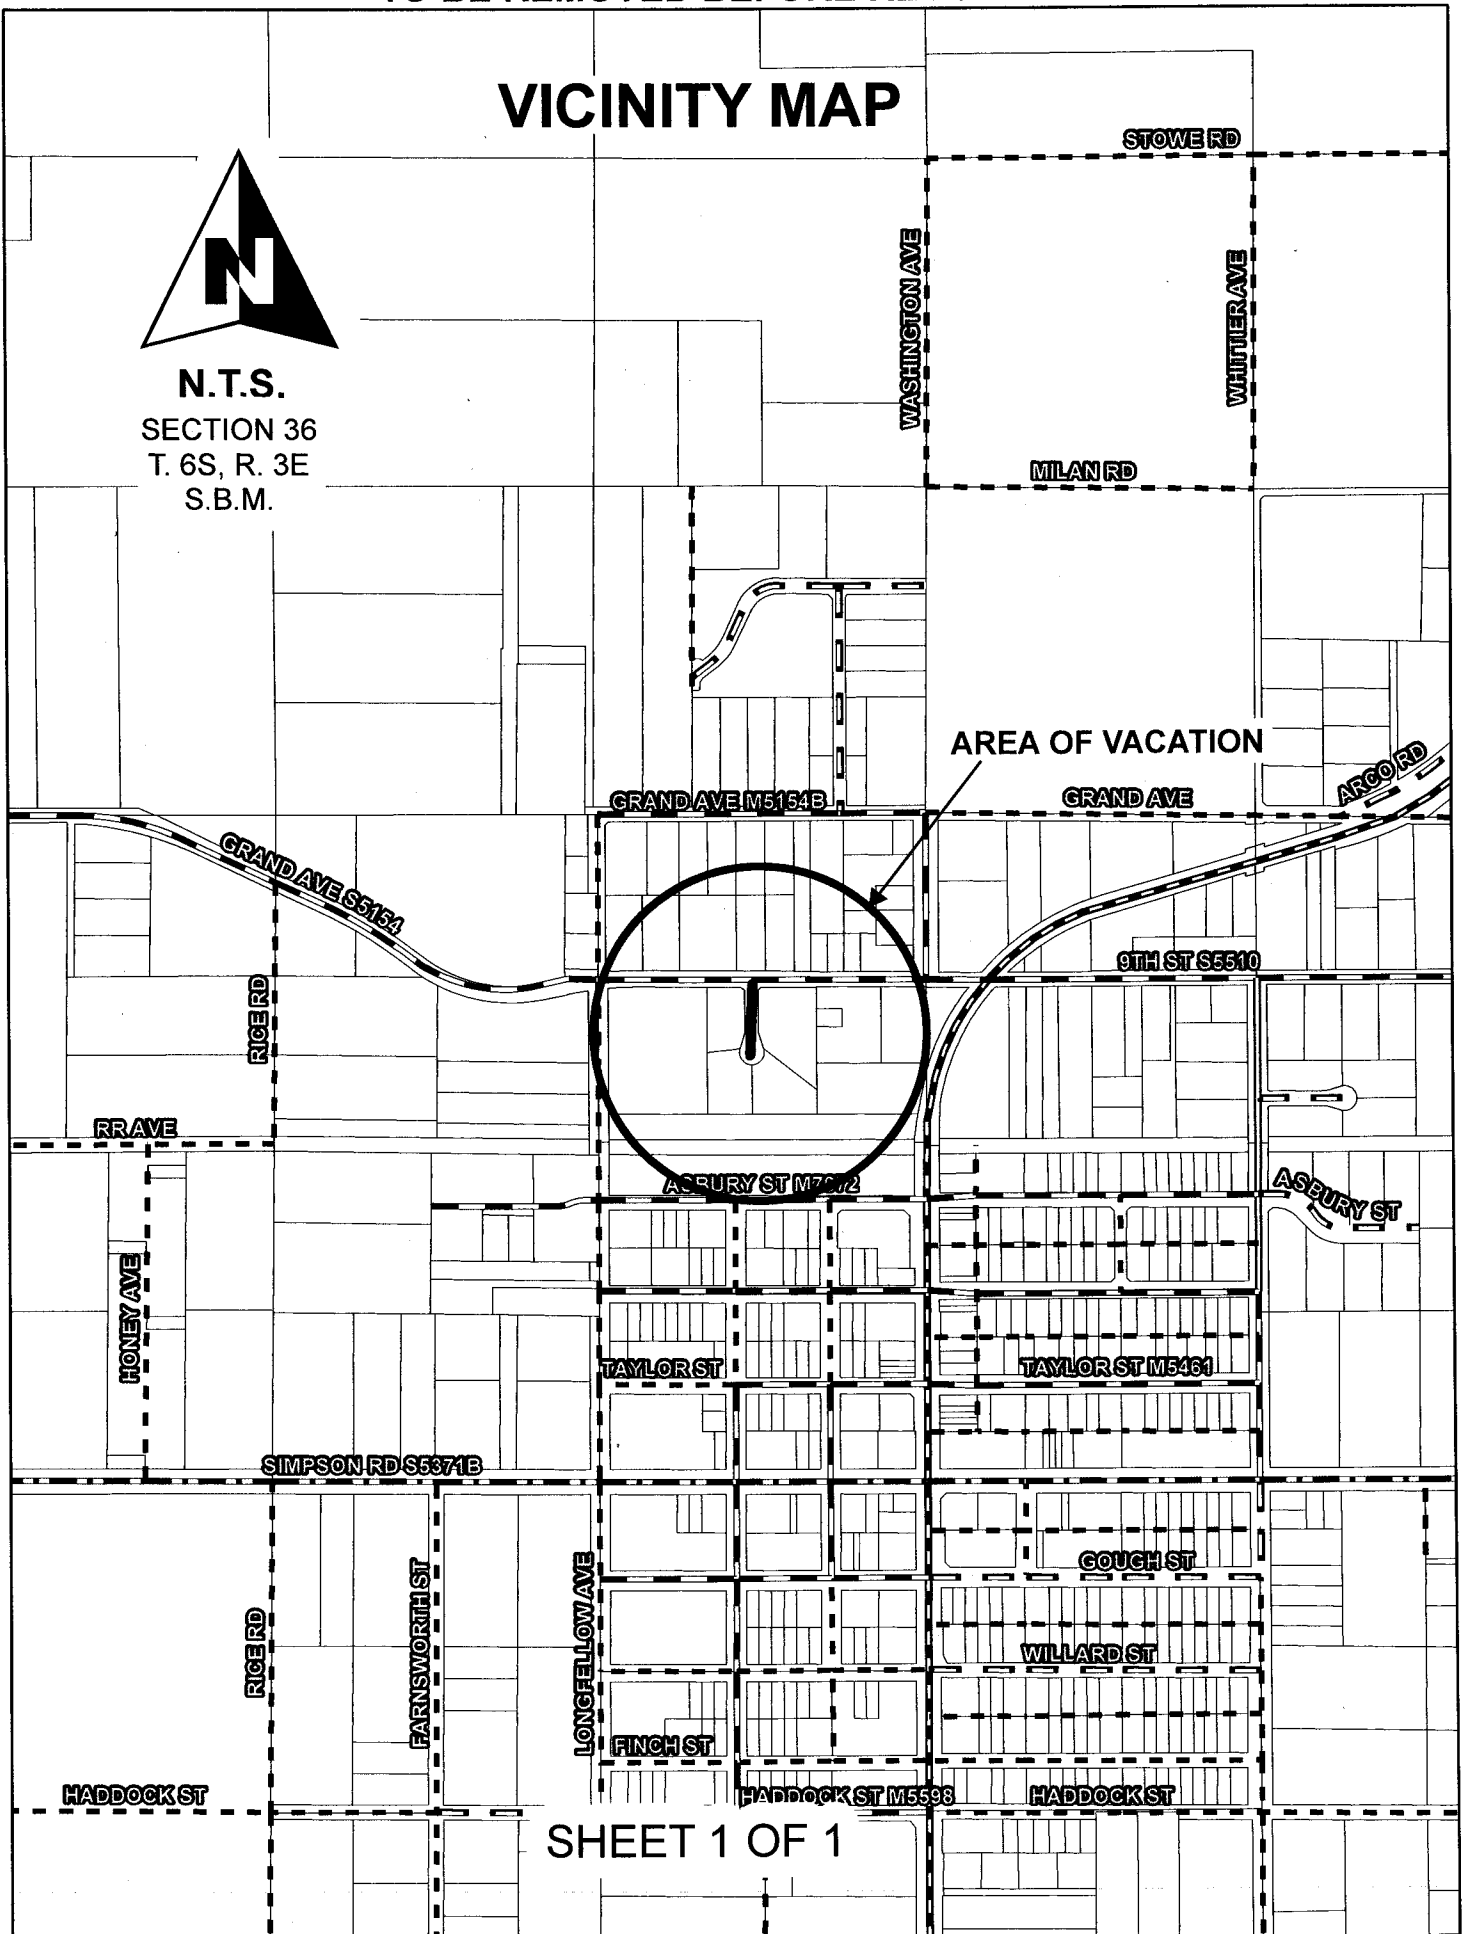 VICINITY MAP
STOWE RD
N
WASHINGTON AVE
WHITTIER AVE
N.T.S.
SECTION 36
T. 6S, R. 3E
S.B.M.
MILAN RD
AREA OF VACATION
ARCO RD
GRAND AVE M5154B
GRAND AVE
GRAND AVE S5154
9TH ST S5510
RICE RD
RR AVE
ASBURY ST
ASBURY ST
HONEY AVE
TAYLOR ST
TAYLOR ST M5461
SIMPSON RD S5371B
GOUGH ST
RICE RD
FARNSWORTH ST
LONGFELLOW AVE
WILLARD ST
FINCH ST
HADDOCK ST
HADDOCK ST M5598
HADDOCK ST
SHEET 1 OF 1